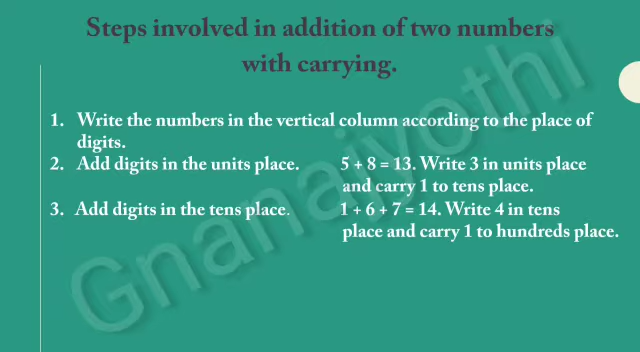 Steps involved in addition of two numbers
with carrying.
1. Write the numbers in the vertical column according to the place of
digits.
2. Add digits in the units place. 5 + 8 = 13. Write 3 in units place
and carry 1 to tens place.
3. Add digits in the tens place. 1 + 6 + 7 = 14. Write 4 in tens
place and carry 1 to hundreds place.
Gnanajyothi